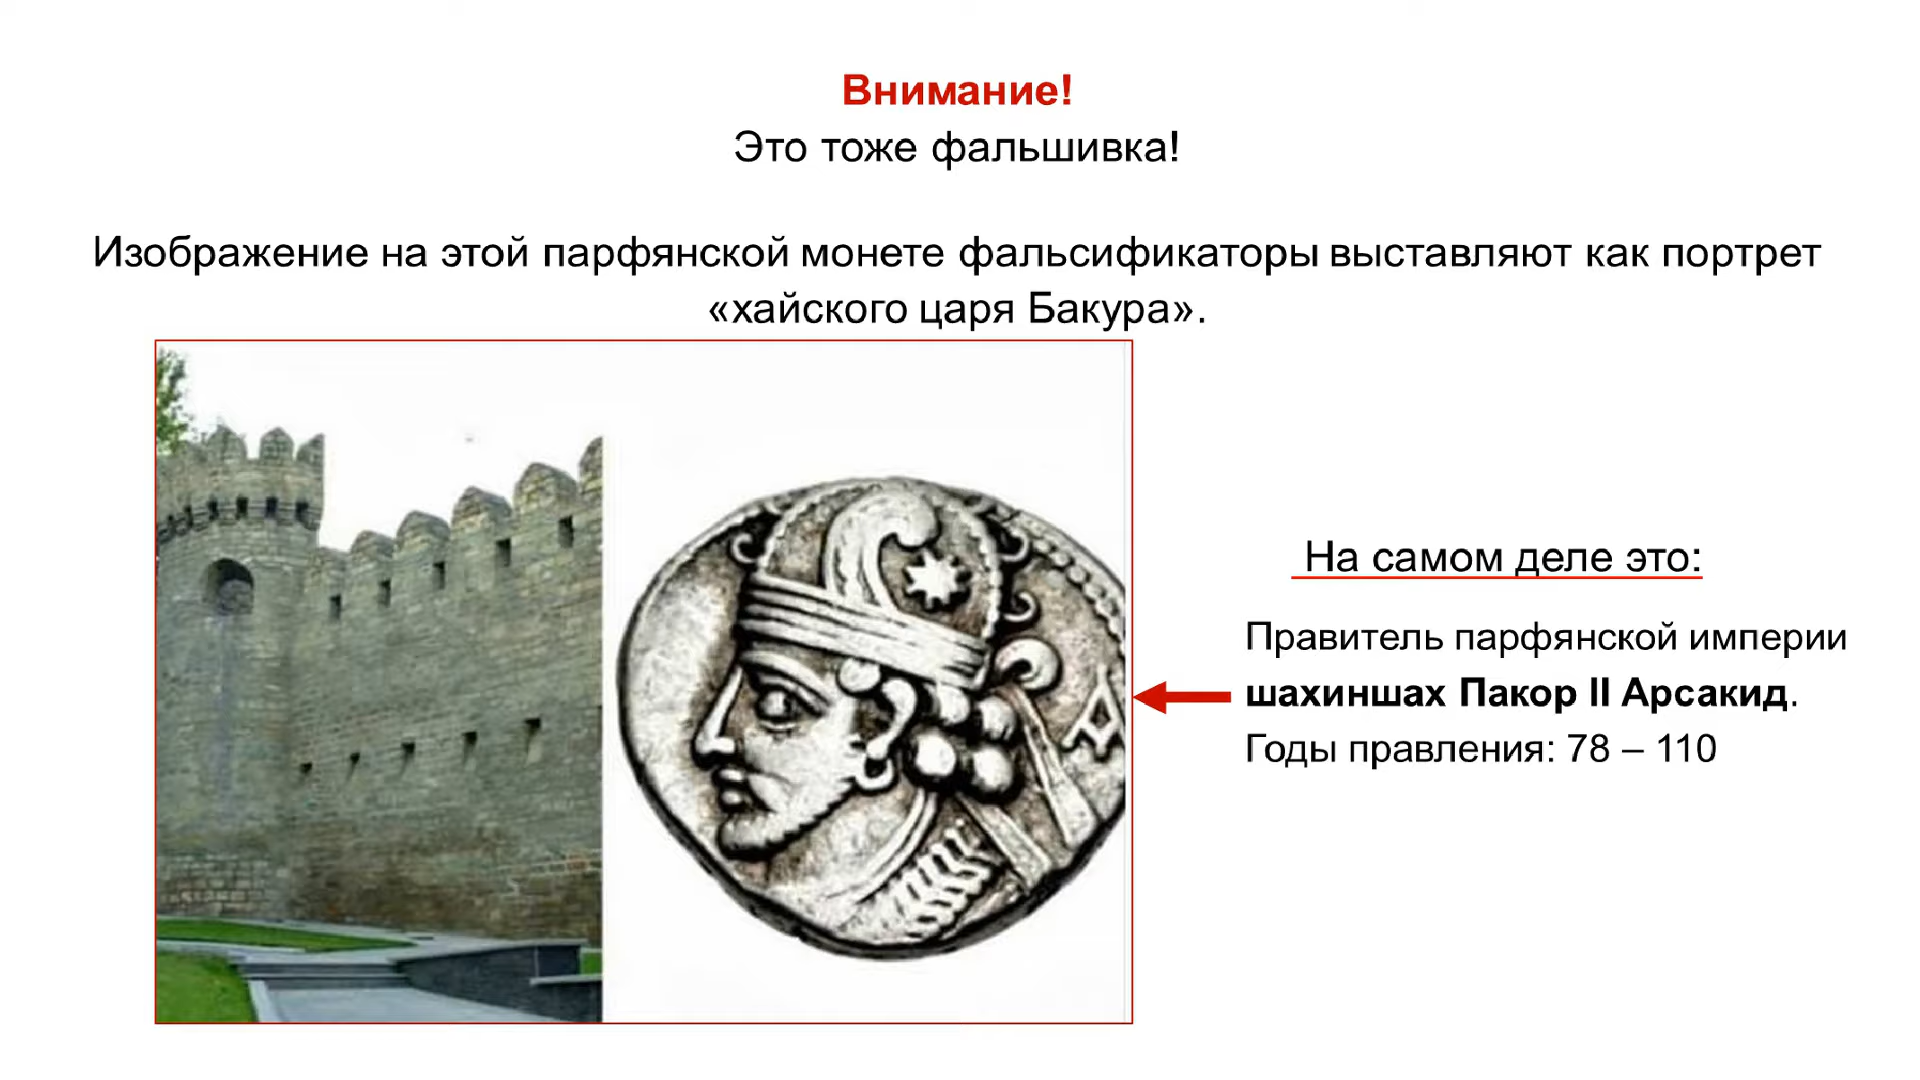 Внимание!
Это тоже фальшивка!
Изображение на этой парфянской монете фальсификаторы выставляют как портрет
«хайского царя Бакура».
На самом деле это:
Правитель парфянской империи
шахиншах Пакор II Арсакид.
Годы правления: 78 – 110